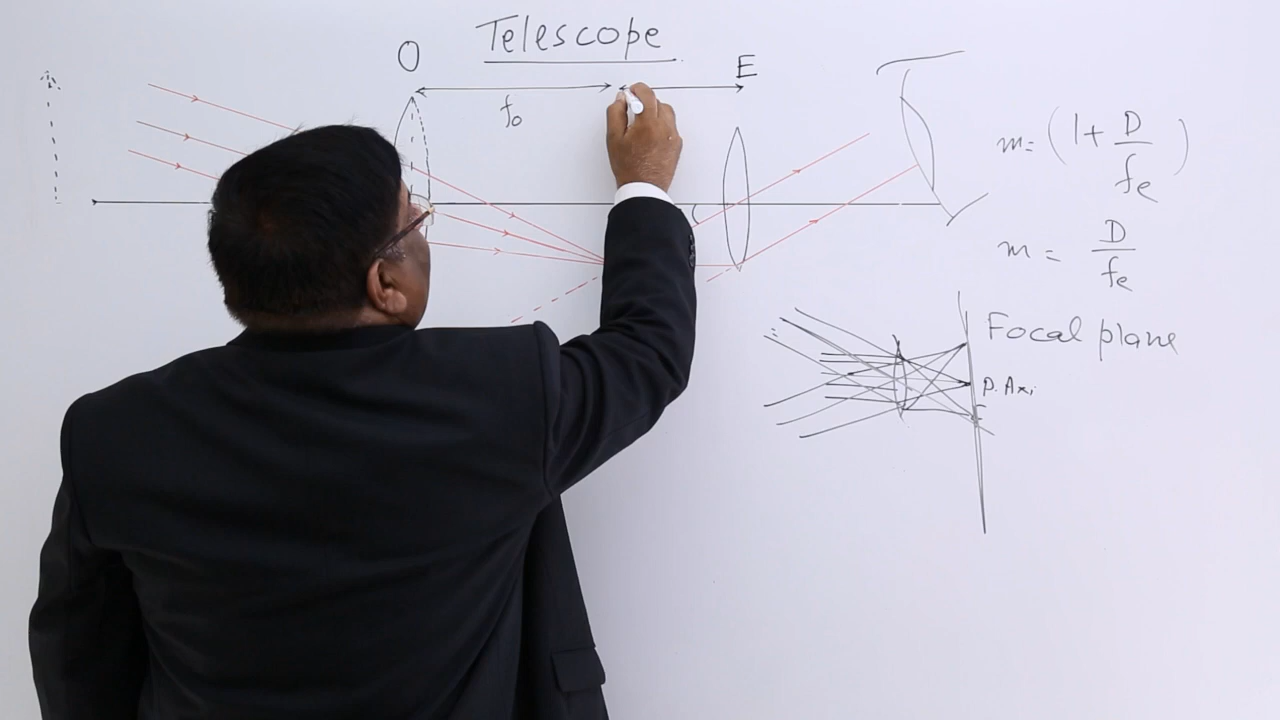 Telescope
O
E
fo
m = (1 + D/fe)
m = D/fe
Focal plane
P. Axi
F